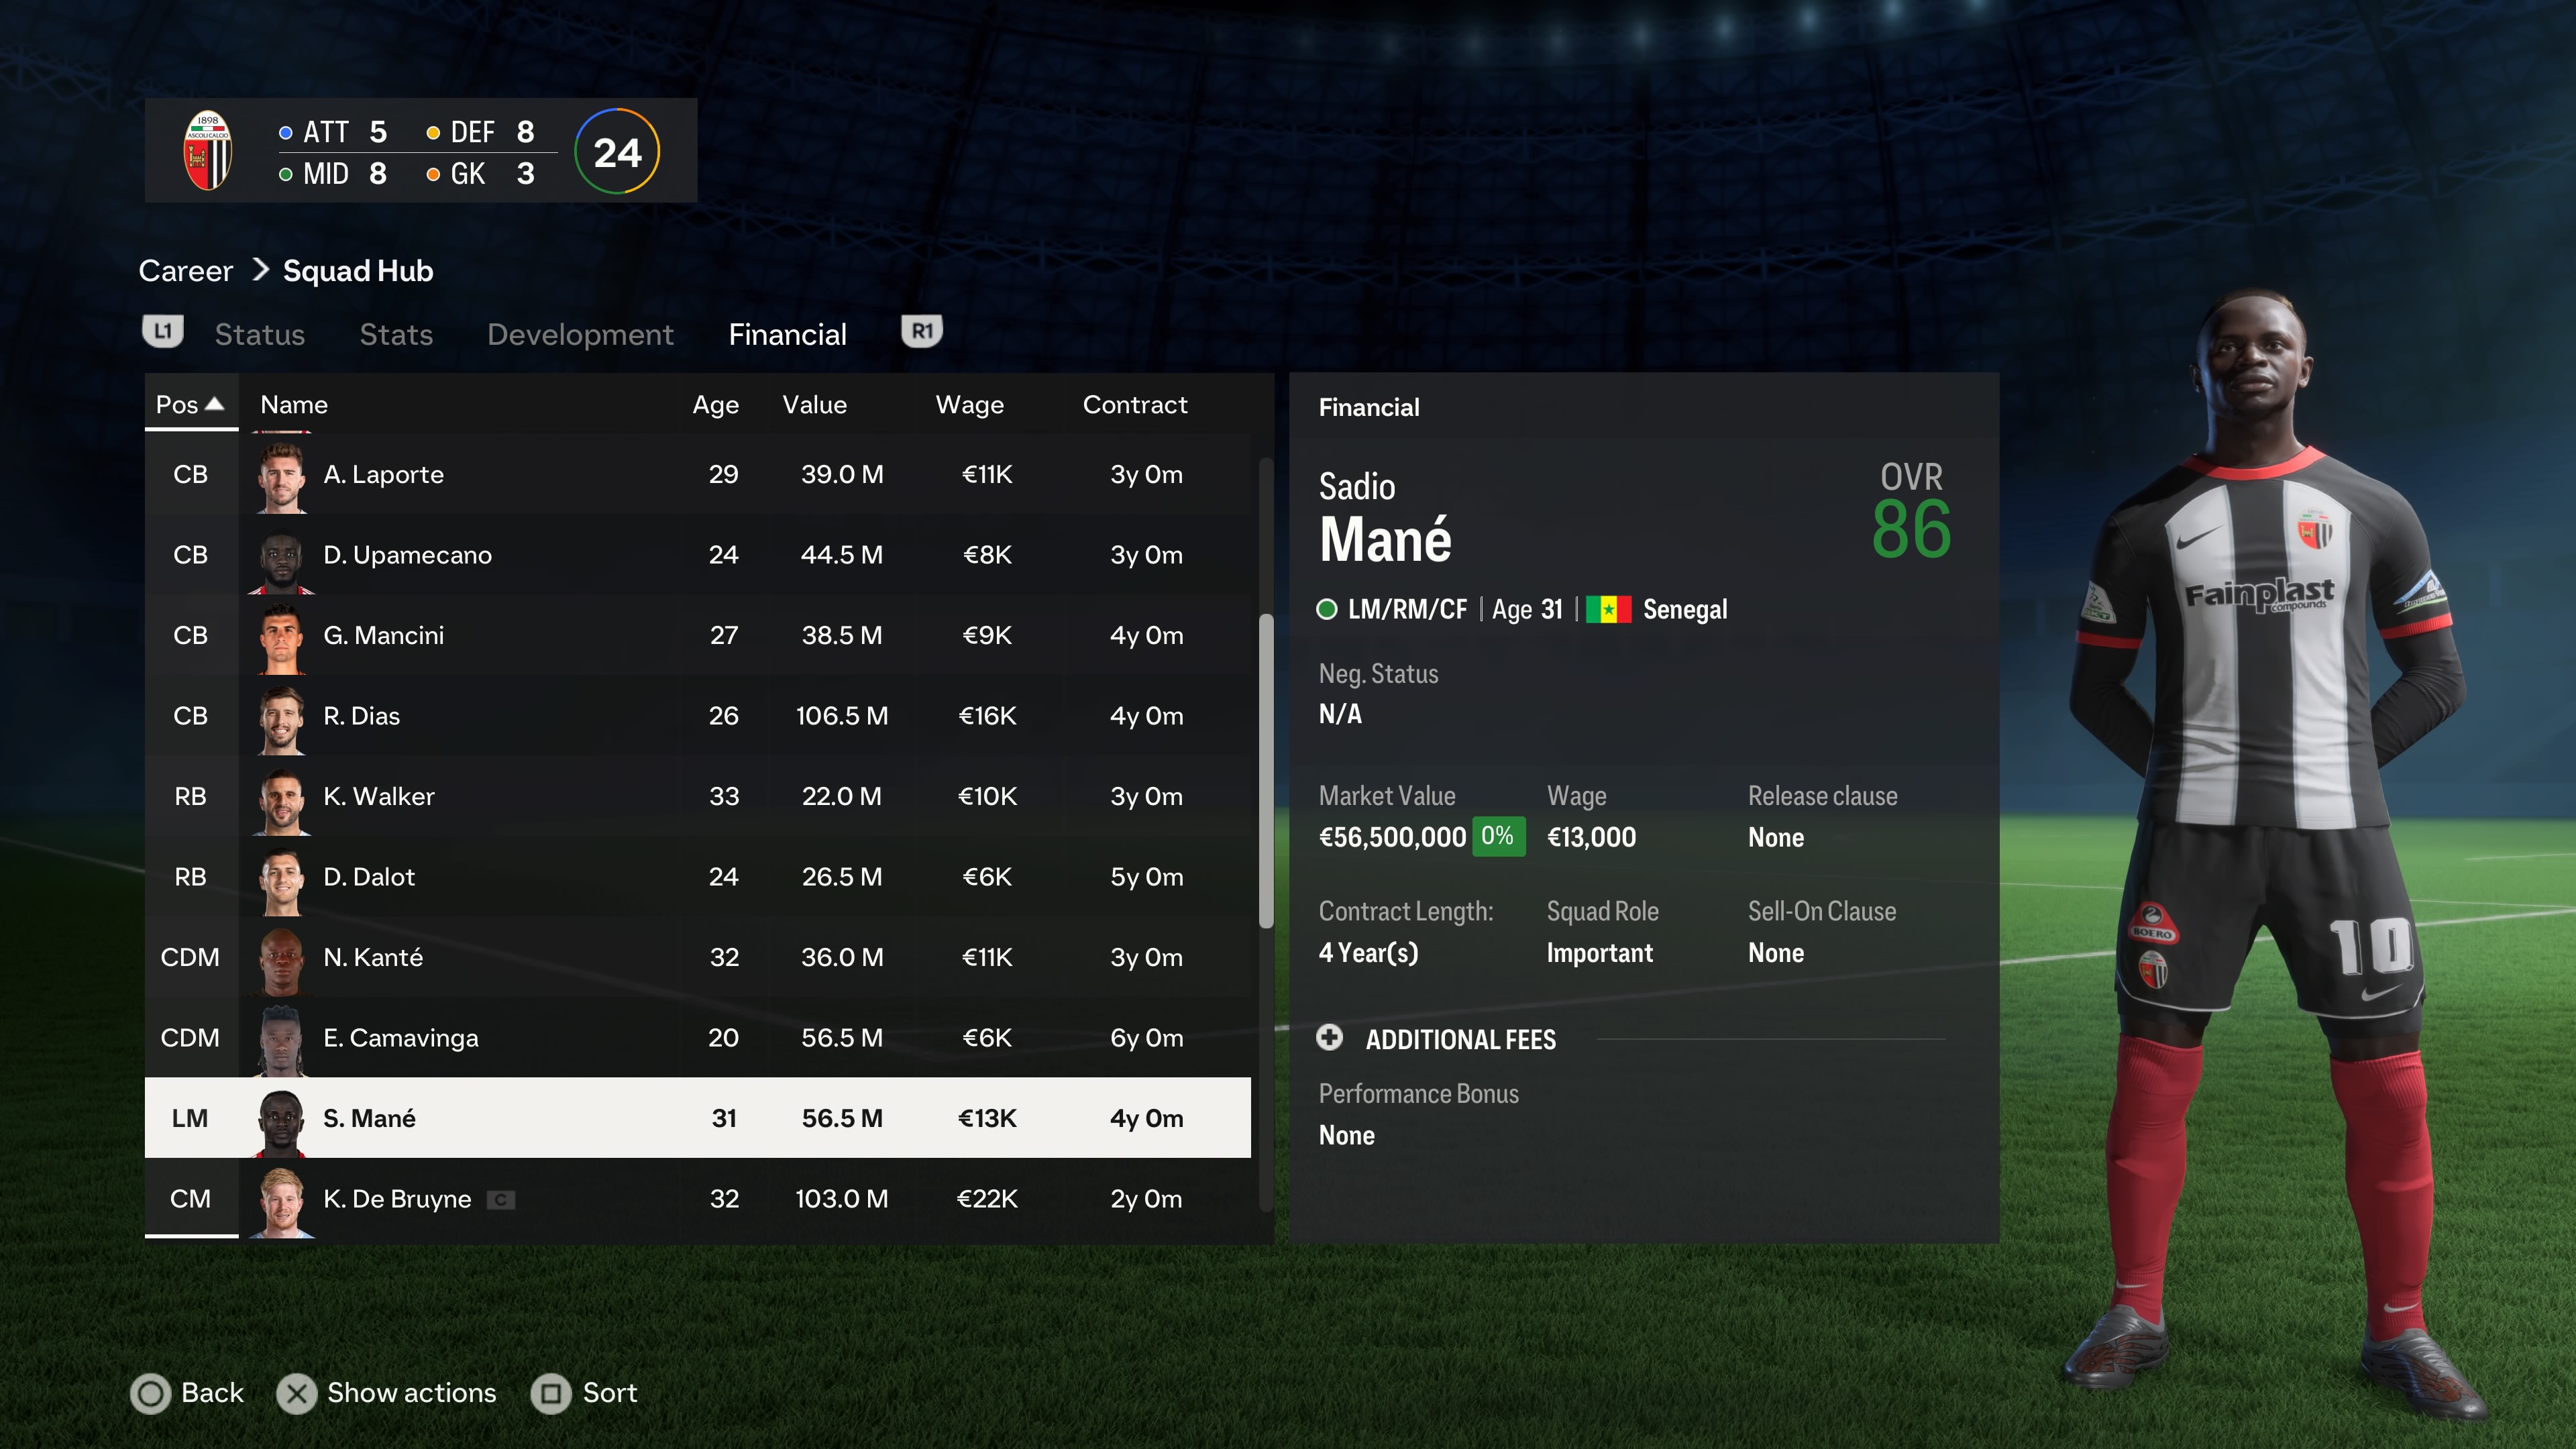 1898
ASCOLI CALCIO
ATT 5 DEF 8
MID 8 GK 3
24
Career > Squad Hub
L1 Status Stats Development Financial R1
Pos Name Age Value Wage Contract
CB A. Laporte 29 39.0 M €11K 3y 0m
CB D. Upamecano 24 44.5 M €8K 3y 0m
CB G. Mancini 27 38.5 M €9K 4y 0m
CB R. Dias 26 106.5 M €16K 4y 0m
RB K. Walker 33 22.0 M €10K 3y 0m
RB D. Dalot 24 26.5 M €6K 5y 0m
CDM N. Kanté 32 36.0 M €11K 3y 0m
CDM E. Camavinga 20 56.5 M €6K 6y 0m
LM S. Mané 31 56.5 M €13K 4y 0m
CM K. De Bruyne C 32 103.0 M €22K 2y 0m
Financial
Sadio
Mané
OVR
86
LM/RM/CF | Age 31 | Senegal
Neg. Status
N/A
Market Value Wage Release clause
€56,500,000 0% €13,000 None
Contract Length: Squad Role Sell-On Clause
4 Year(s) Important None
ADDITIONAL FEES
Performance Bonus
None
Fainplast
compounds
BOERO
10
Back Show actions Sort